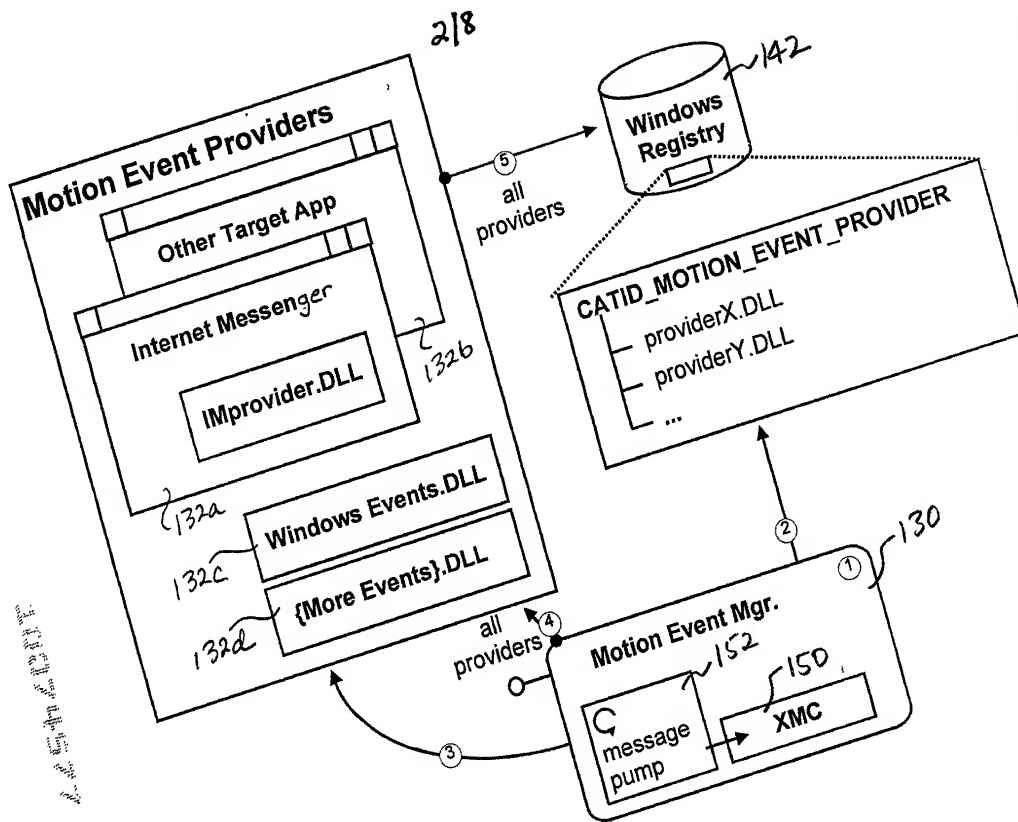 2/8
Motion Event Providers
Other Target App
Internet Messenger
IMprovider.DLL
132b
132a
Windows Events.DLL
132c
{More Events}.DLL
132d
5
all
providers
Windows
Registry
142
CATID_MOTION_EVENT_PROVIDER
providerX.DLL
providerY.DLL
...
2
130
1
4
all
providers
Motion Event Mgr.
152
150
message
pump
XMC
3